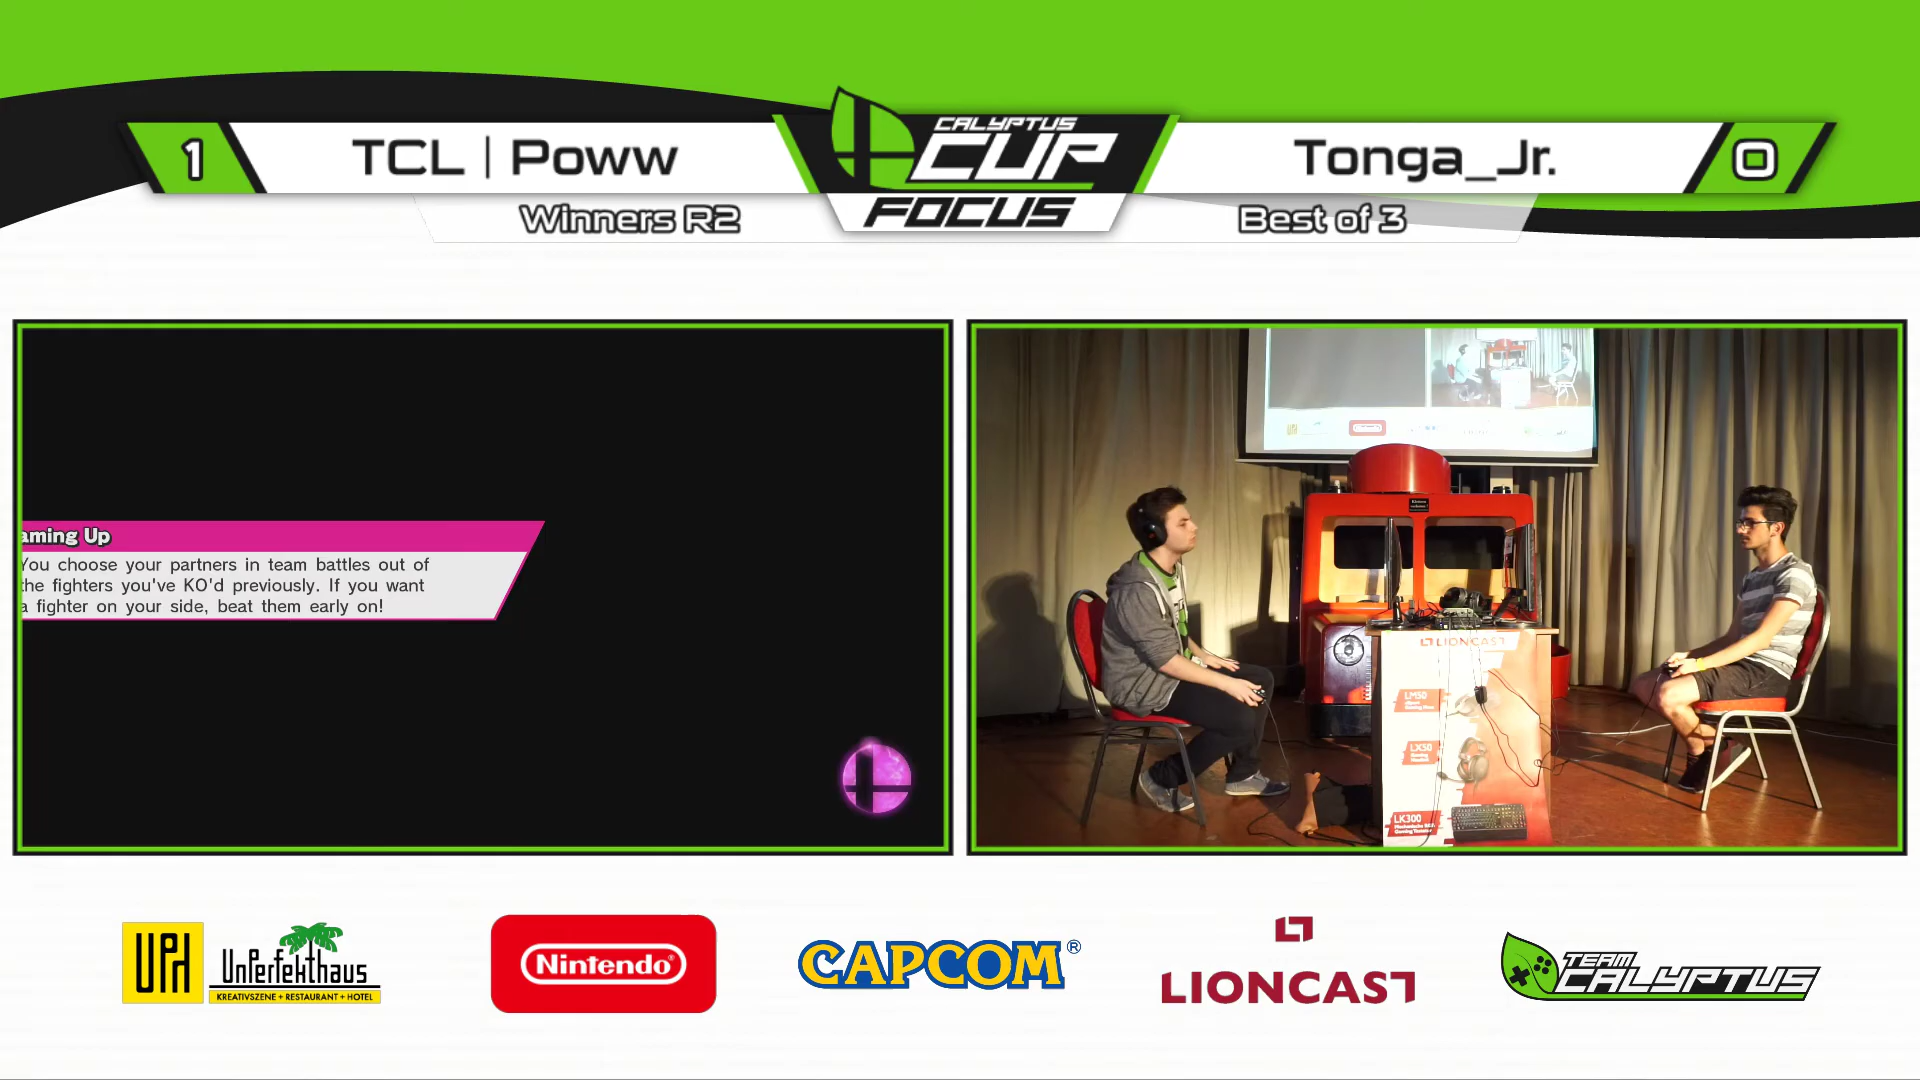 1
TCL | Poww
CALYPTUS
CUP
FOCUS
Tonga_Jr.
0
Winners R2
Best of 3
aming Up
You choose your partners in team battles out of
the fighters you've KO'd previously. If you want
a fighter on your side, beat them early on!
LIONCAST
LM50
LX50
LK300
UPH
UnPerfekthaus
KREATIVSZENE + RESTAURANT + HOTEL
Nintendo®
CAPCOM®
LIONCAST
TEAM
CALYPTUS